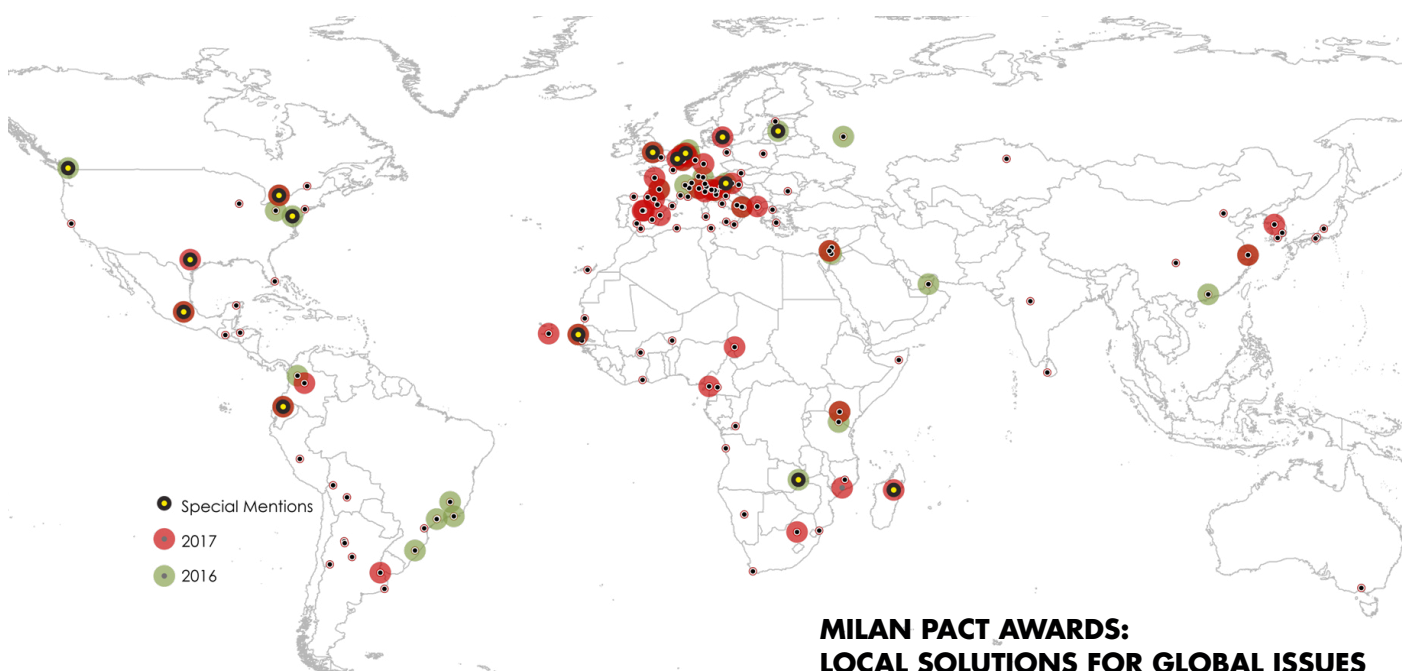 Special Mentions
2017
2016
MILAN PACT AWARDS:
LOCAL SOLUTIONS FOR GLOBAL ISSUES